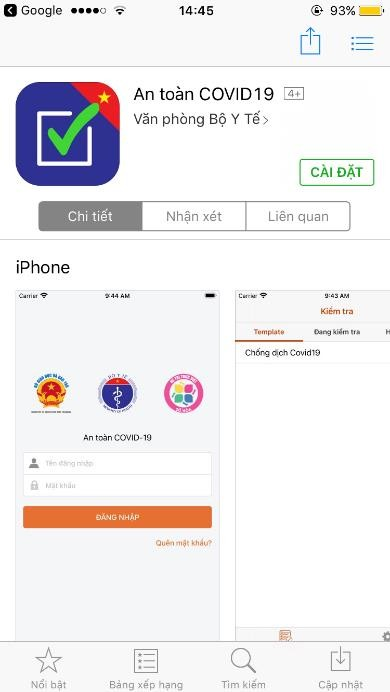 Google
14:45
93%
An toàn COVID19 4+
Văn phòng Bộ Y Tế
CÀI ĐẶT
Chi tiết Nhận xét Liên quan
iPhone
Carrier 9:44 AM
BỘ Y TẾ
An toàn COVID-19
Tên đăng nhập
Mật khẩu
ĐĂNG NHẬP
Quên mật khẩu?
Carrier 9:43 AM
Kiểm tra
Template Đang kiểm tra H
Chống dịch Covid19
Nổi bật Bảng xếp hạng Tìm kiếm Cập nhật